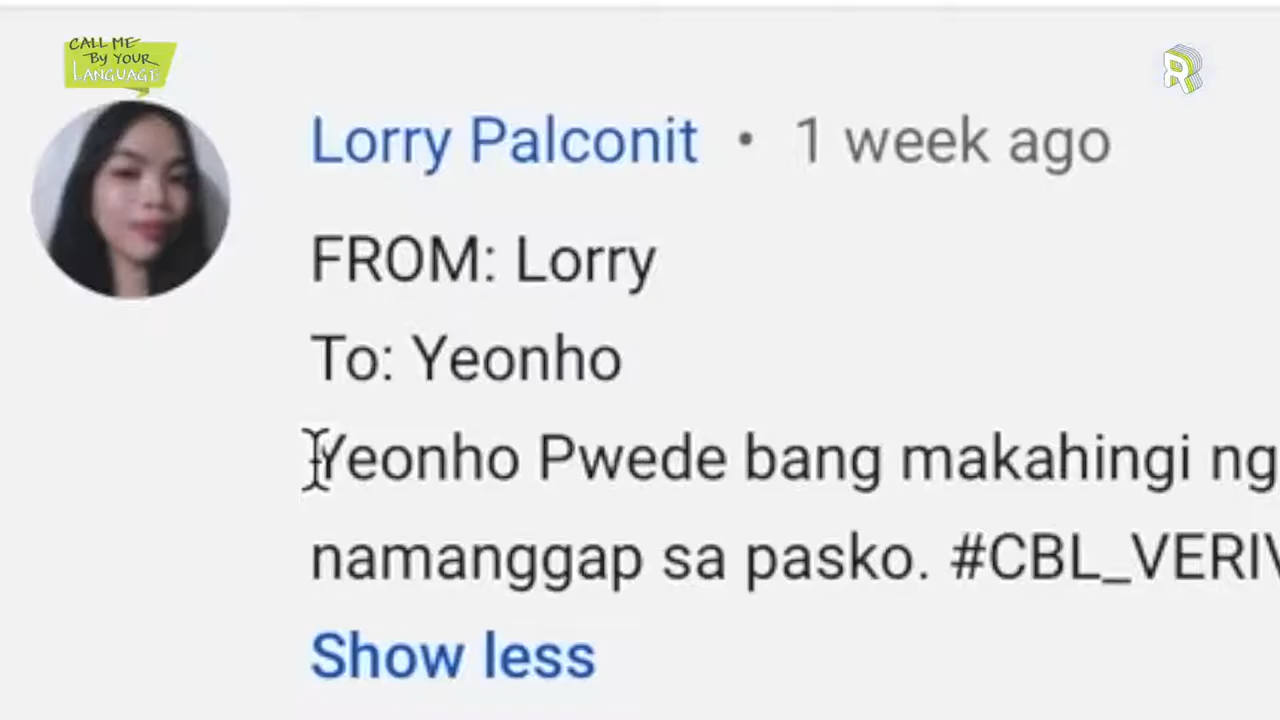 CALL ME
By YOUR
LANGUAGE
R
Lorry Palconit • 1 week ago
FROM: Lorry
To: Yeonho
Yeonho Pwede bang makahingi ng
namanggap sa pasko. #CBL_VERIV
Show less